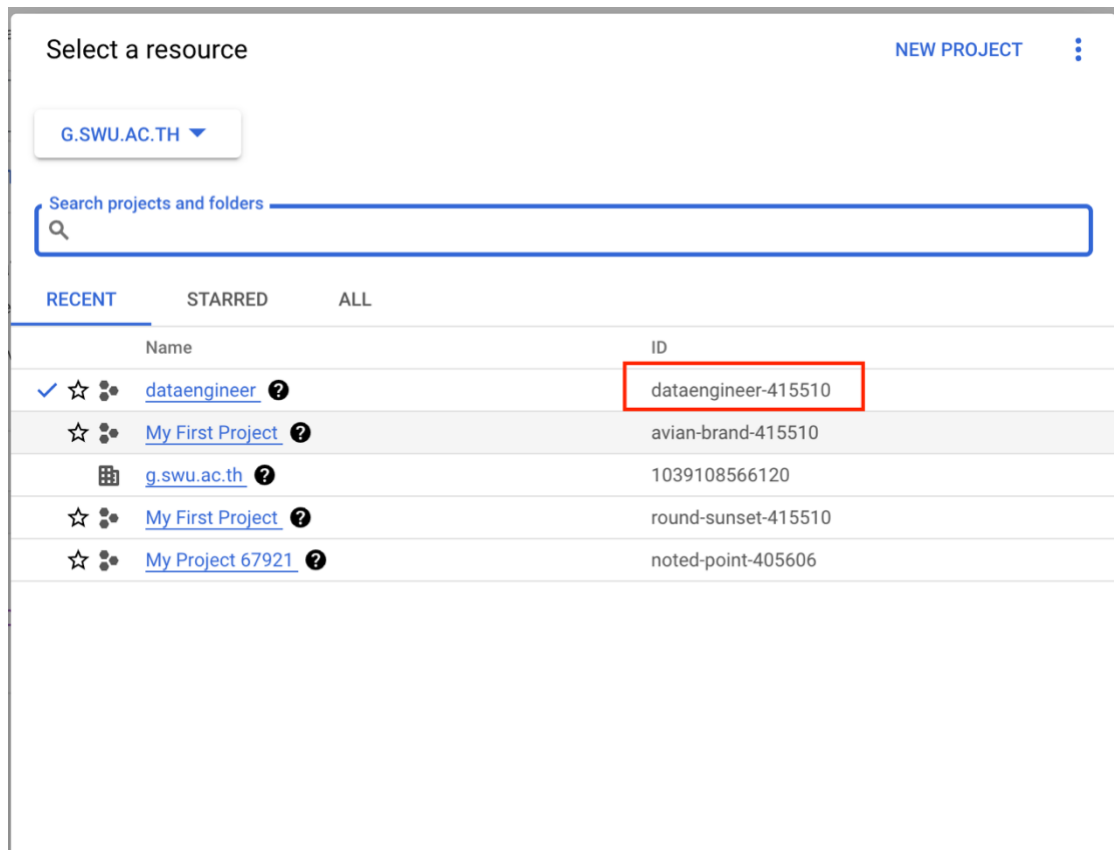 Select a resource NEW PROJECT
G.SWU.AC.TH
Search projects and folders
RECENT STARRED ALL
Name ID
dataengineer dataengineer-415510
My First Project avian-brand-415510
g.swu.ac.th 1039108566120
My First Project round-sunset-415510
My Project 67921 noted-point-405606